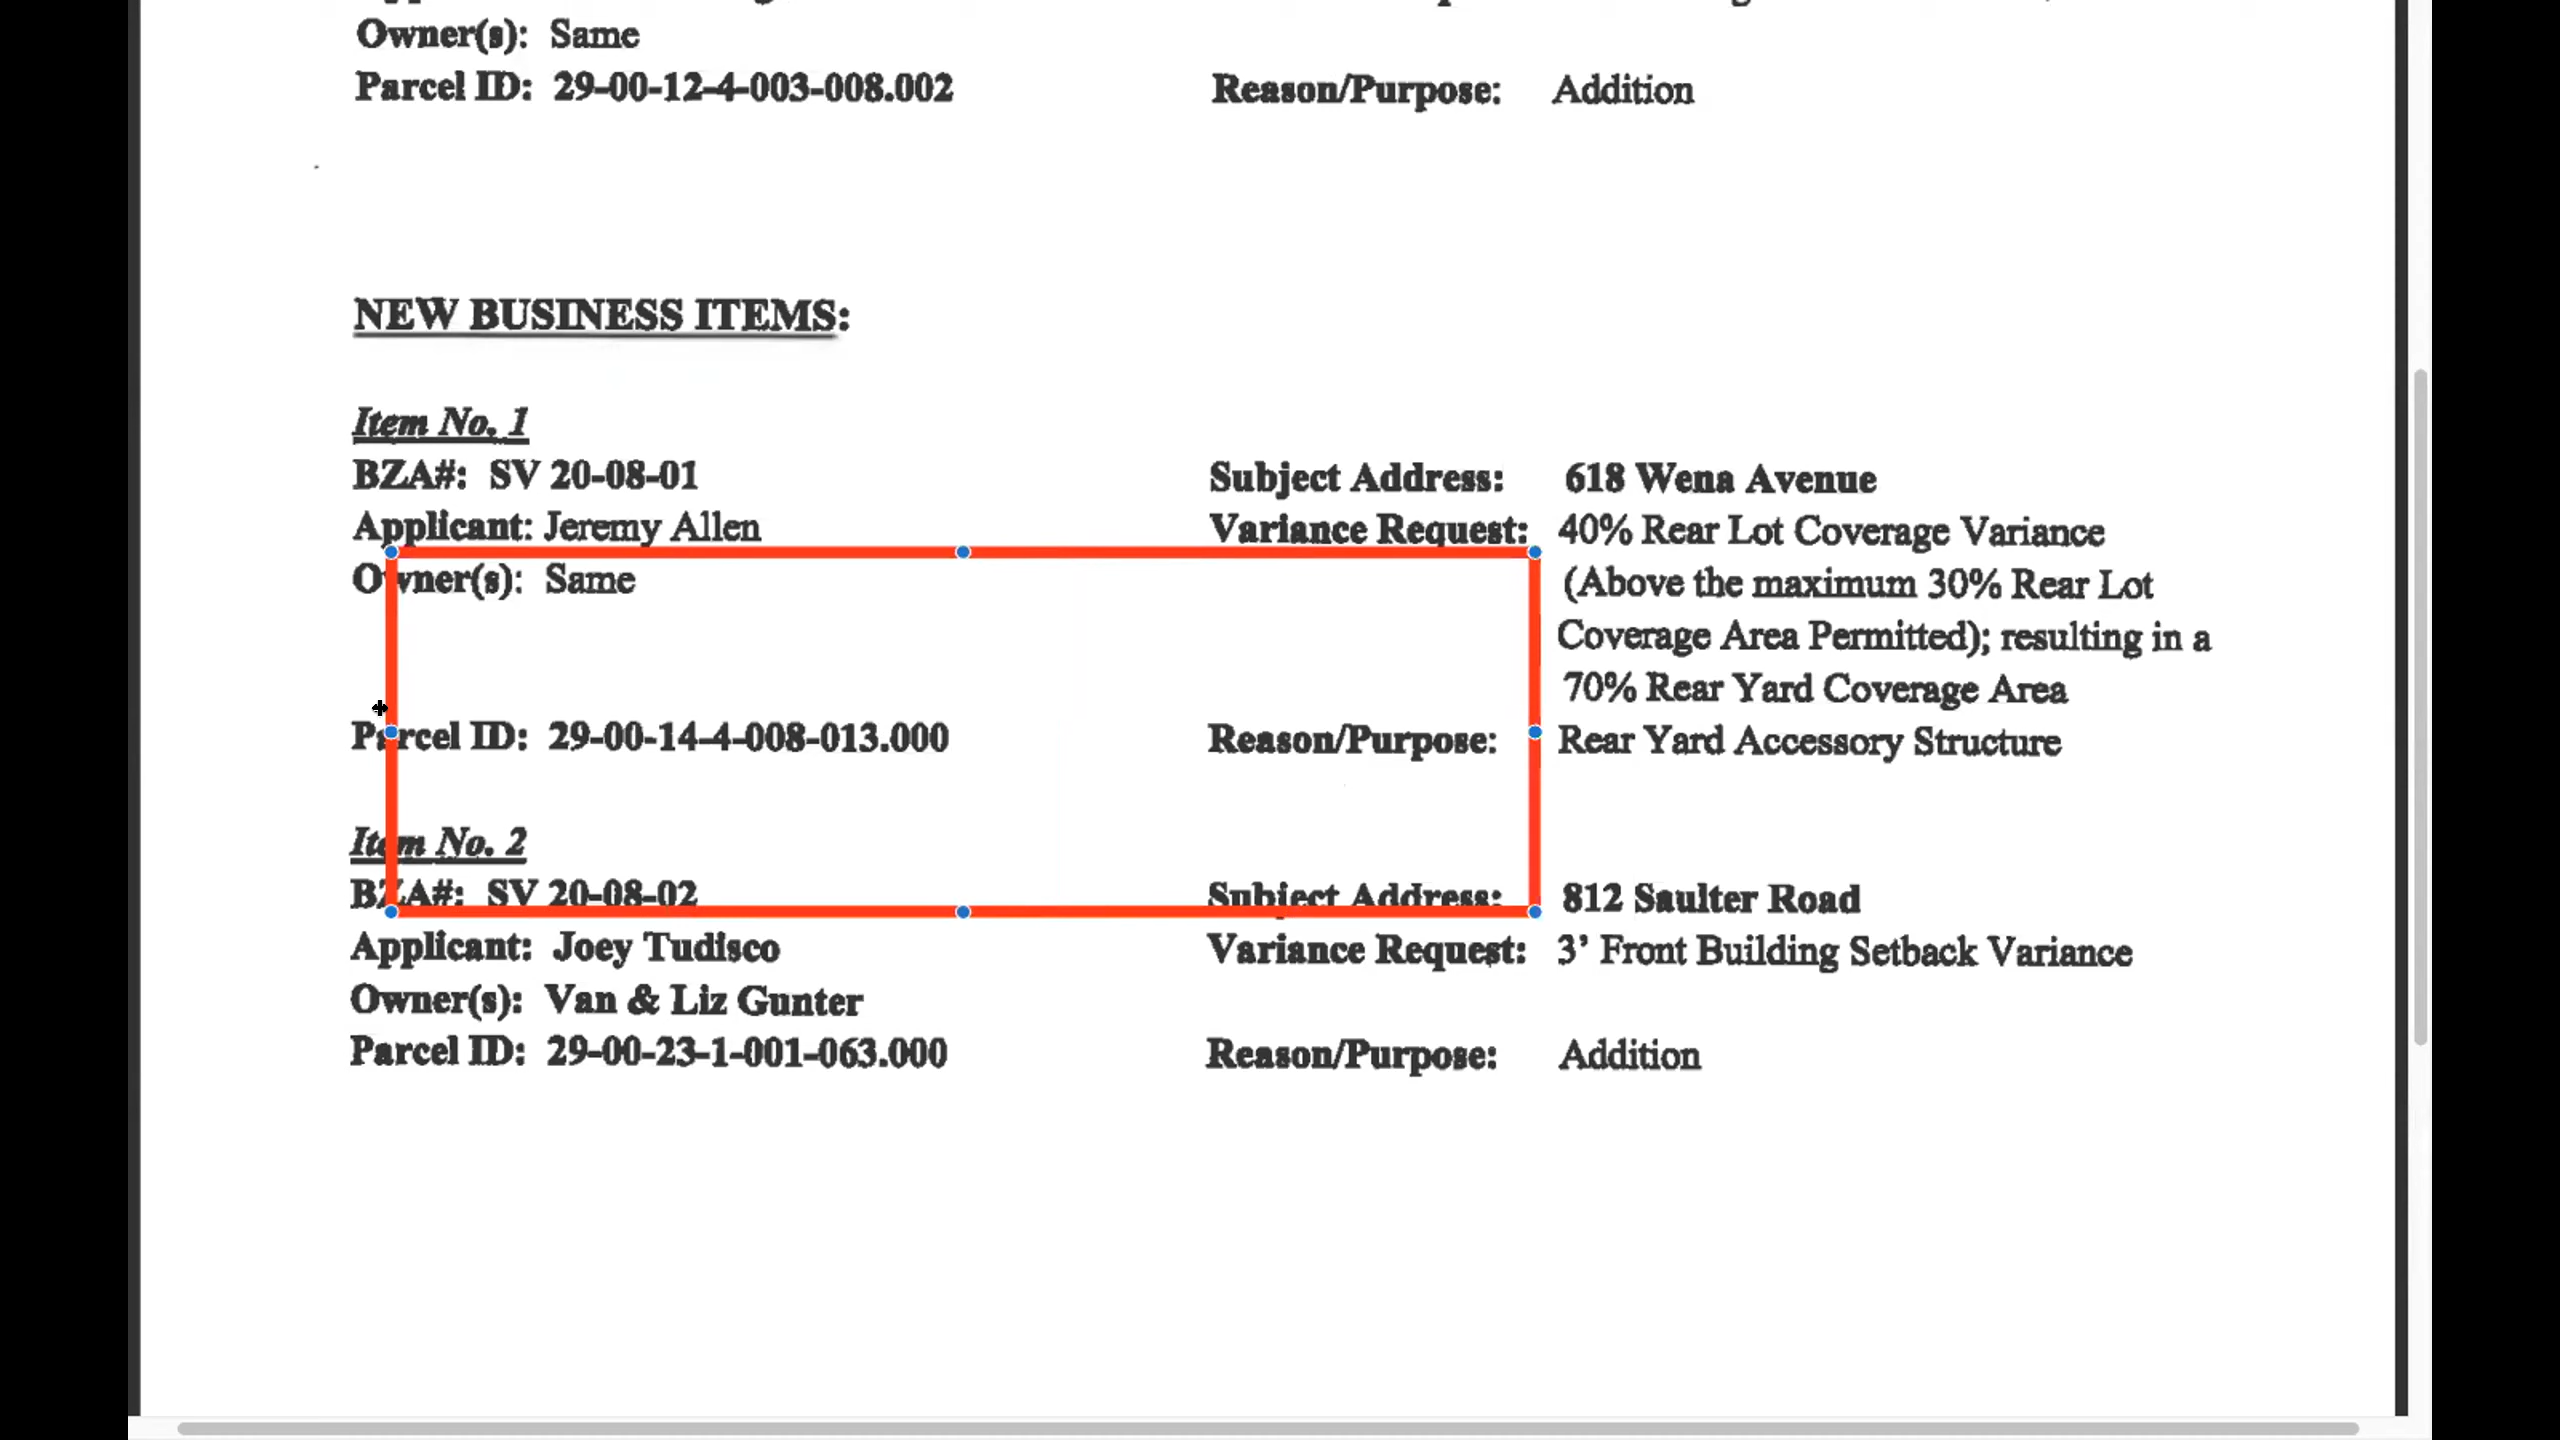 Owner(s): Same
Parcel ID: 29-00-12-4-003-008.002 Reason/Purpose: Addition
NEW BUSINESS ITEMS:
Item No. 1
BZA#: SV 20-08-01 Subject Address: 618 Wena Avenue
Applicant: Jeremy Allen Variance Request: 40% Rear Lot Coverage Variance
Owner(s): Same (Above the maximum 30% Rear Lot
Coverage Area Permitted); resulting in a
70% Rear Yard Coverage Area
Parcel ID: 29-00-14-4-008-013.000 Reason/Purpose: Rear Yard Accessory Structure
Item No. 2
BZA#: SV 20-08-02 Subject Address: 812 Saulter Road
Applicant: Joey Tudisco Variance Request: 3’ Front Building Setback Variance
Owner(s): Van & Liz Gunter
Parcel ID: 29-00-23-1-001-063.000 Reason/Purpose: Addition